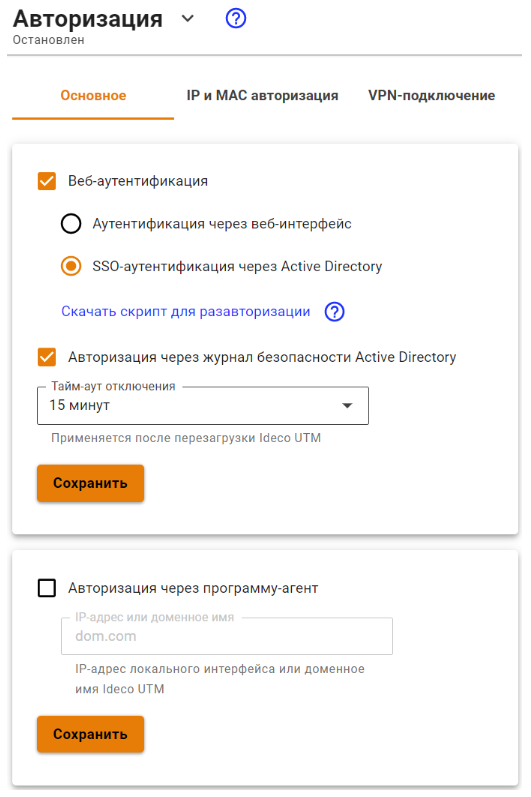 Авторизация
Остановлен
Основное IP и MAC авторизация VPN-подключение
Веб-аутентификация
Аутентификация через веб-интерфейс
SSO-аутентификация через Active Directory
Скачать скрипт для разавторизации
Авторизация через журнал безопасности Active Directory
Тайм-аут отключения
15 минут
Применяется после перезагрузки Ideco UTM
Сохранить
Авторизация через программу-агент
IP-адрес или доменное имя
dom.com
IP-адрес локального интерфейса или доменное
имя Ideco UTM
Сохранить